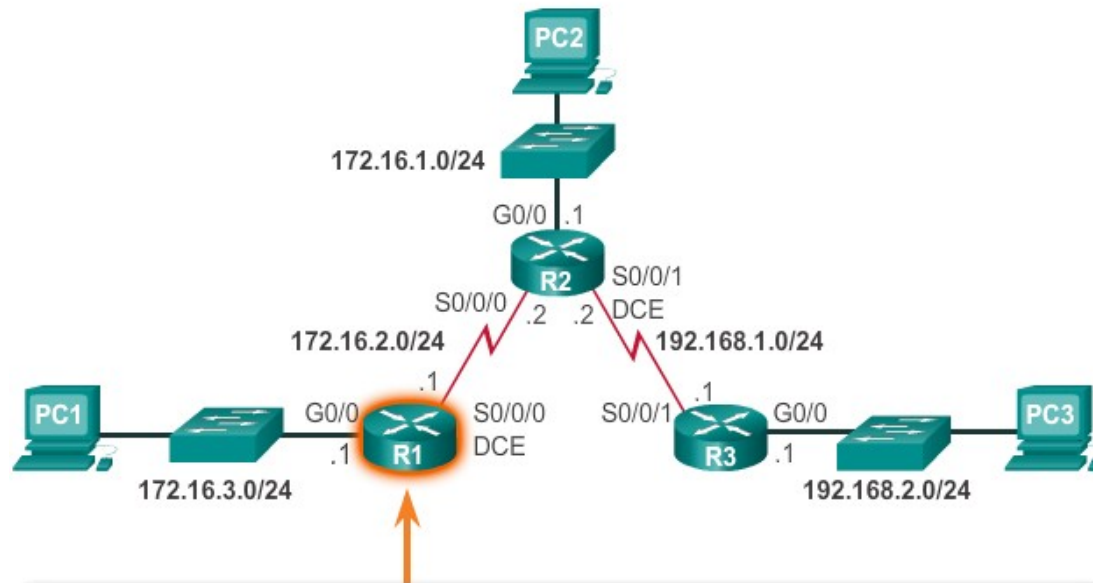 PC2
172.16.1.0/24
G0/0 .1
R2
S0/0/1
DCE
S0/0/0
.2 .2
172.16.2.0/24
192.168.1.0/24
.1
.1
PC1
G0/0
S0/0/0
DCE
.1
R1
S0/0/1
G0/0
PC3
R3
.1
172.16.3.0/24
192.168.2.0/24